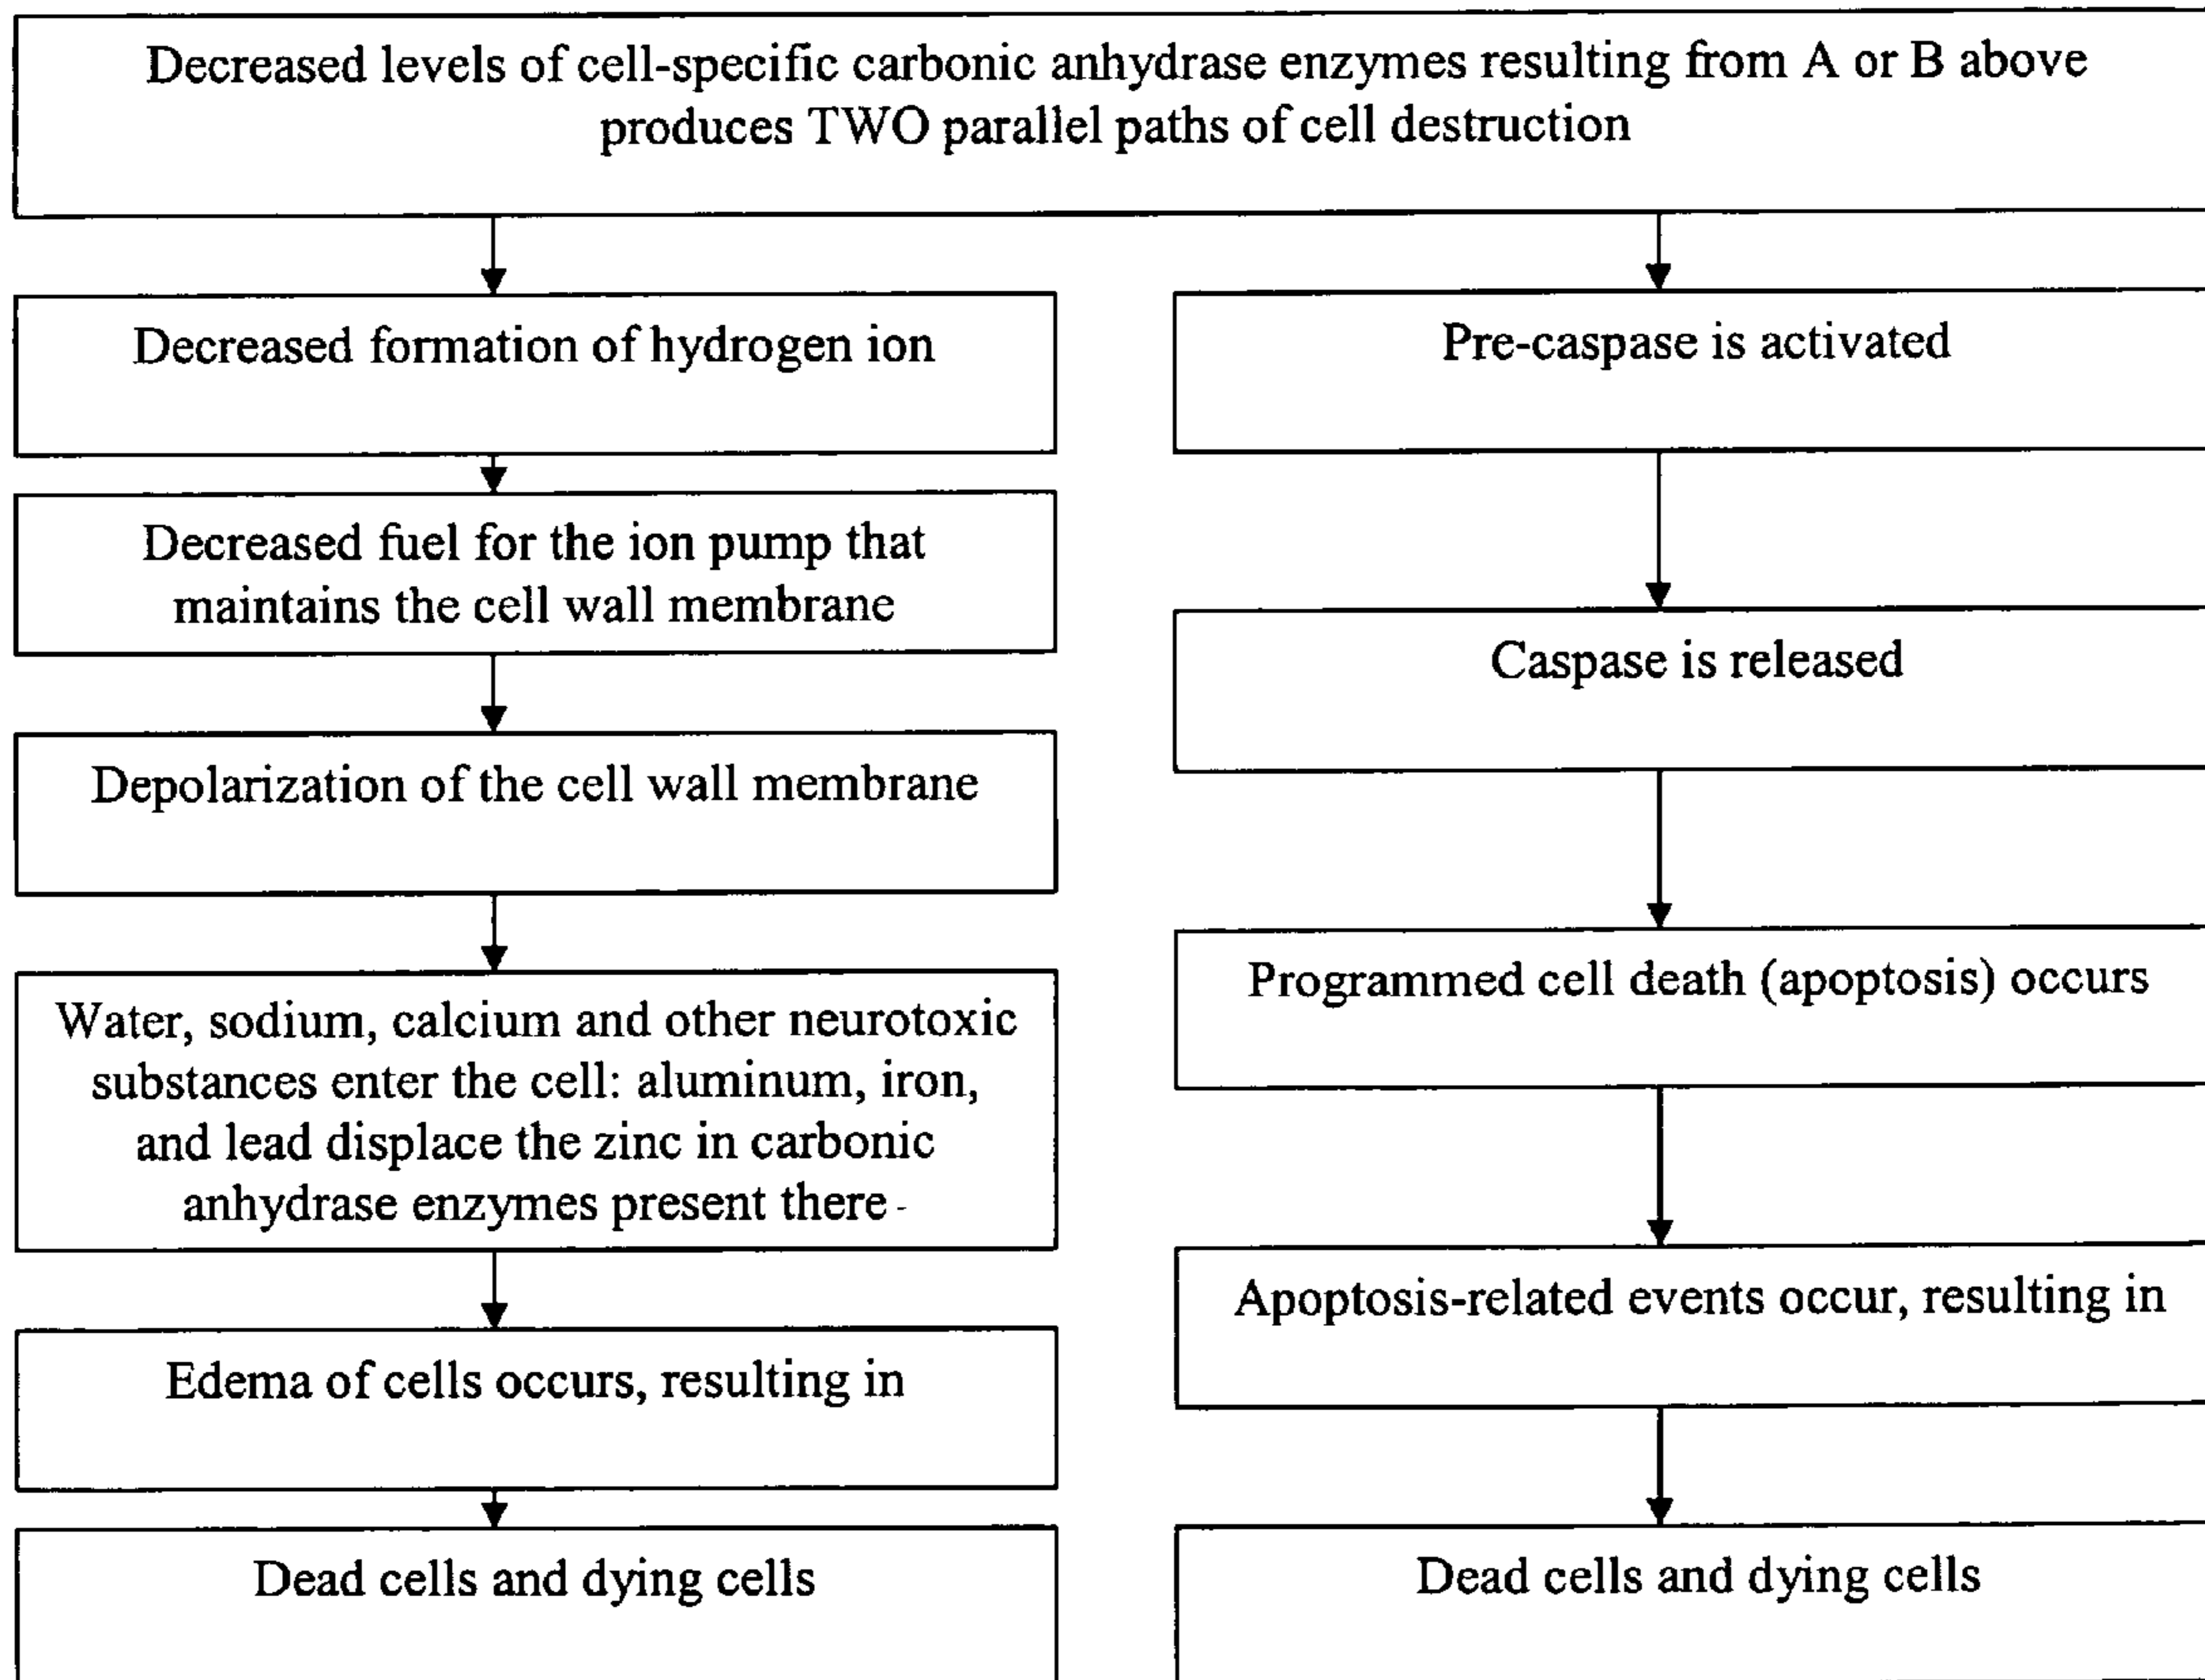 Decreased levels of cell-specific carbonic anhydrase enzymes resulting from A or B above
produces TWO parallel paths of cell destruction
Decreased formation of hydrogen ion
Decreased fuel for the ion pump that
maintains the cell wall membrane
Depolarization of the cell wall membrane
Water, sodium, calcium and other neurotoxic
substances enter the cell: aluminum, iron,
and lead displace the zinc in carbonic
anhydrase enzymes present there -
Edema of cells occurs, resulting in
Dead cells and dying cells
Pre-caspase is activated
Caspase is released
Programmed cell death (apoptosis) occurs
Apoptosis-related events occur, resulting in
Dead cells and dying cells